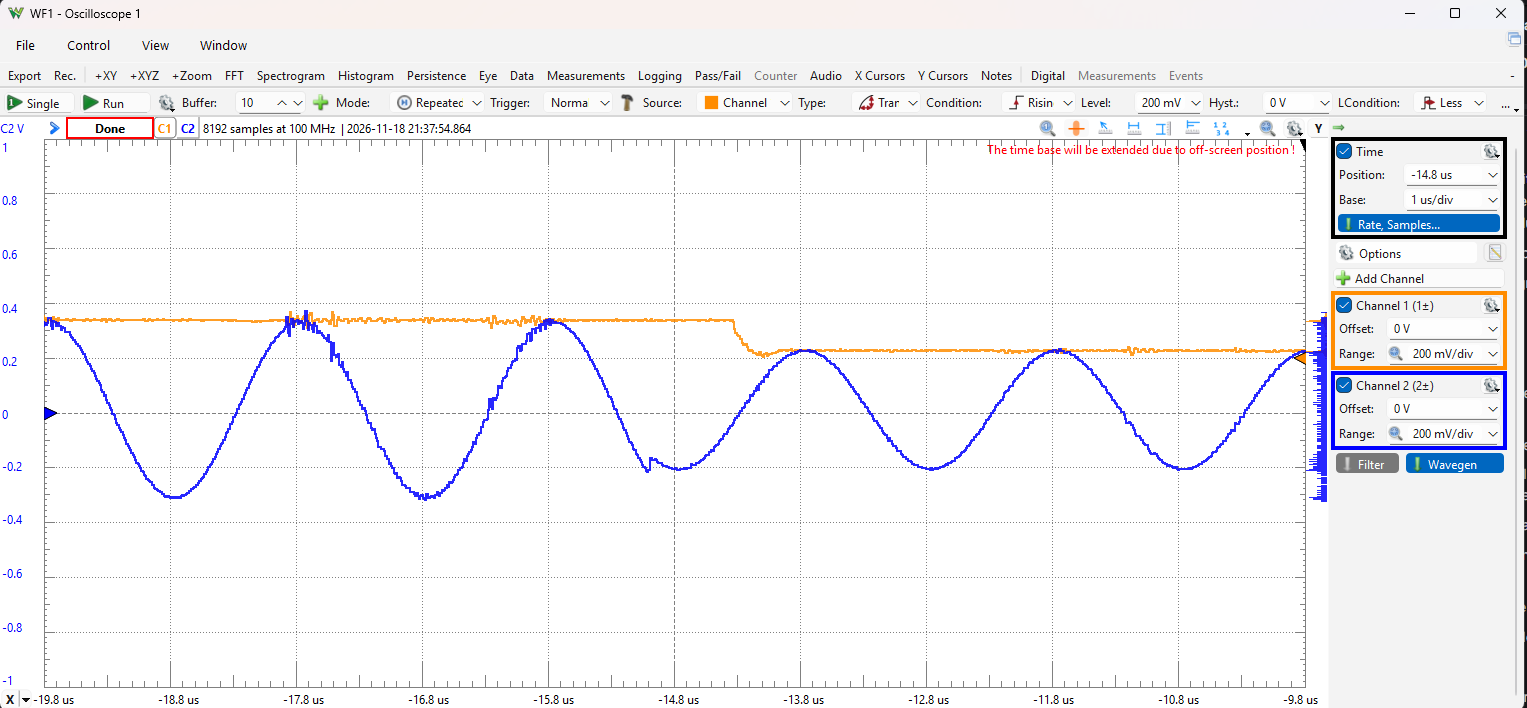 WF1 - Oscilloscope 1
File Control View Window
Export Rec. +XY +XYZ +Zoom FFT Spectrogram Histogram Persistence Eye Data Measurements Logging Pass/Fail Counter Audio X Cursors Y Cursors Notes Digital Measurements Events
Single Run Buffer: 10 Mode: Repeated Trigger: Norma Source: Channel Type: Tran Condition: Risin Level: 200 mV Hyst.: 0 V LCondition: Less ...
C2 V Done C1 C2 8192 samples at 100 MHz | 2026-11-18 21:37:54.864 Y
The time base will be extended due to off-screen position !
1
0.8
0.6
0.4
0.2
0
-0.2
-0.4
-0.6
-0.8
-1
X -19.8 us -18.8 us -17.8 us -16.8 us -15.8 us -14.8 us -13.8 us -12.8 us -11.8 us -10.8 us -9.8 us
Time
Position: -14.8 us
Base: 1 us/div
Rate, Samples...
Options
Add Channel
Channel 1 (1±)
Offset: 0 V
Range: 200 mV/div
Channel 2 (2±)
Offset: 0 V
Range: 200 mV/div
Filter Wavegen